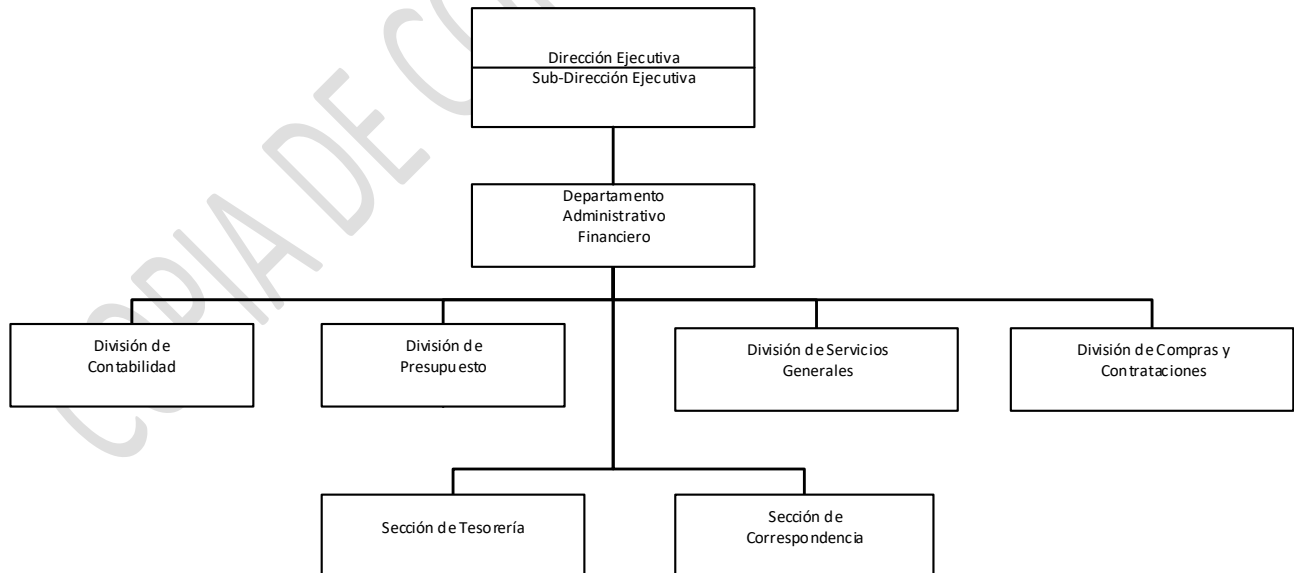 Dirección Ejecutiva
Sub-Dirección Ejecutiva
Departamento
Administrativo
Financiero
División de
Contabilidad
División de
Presupuesto
División de Servicios
Generales
División de Compras y
Contrataciones
Sección de Tesorería
Sección de
Correspondencia
COPIA DE CO